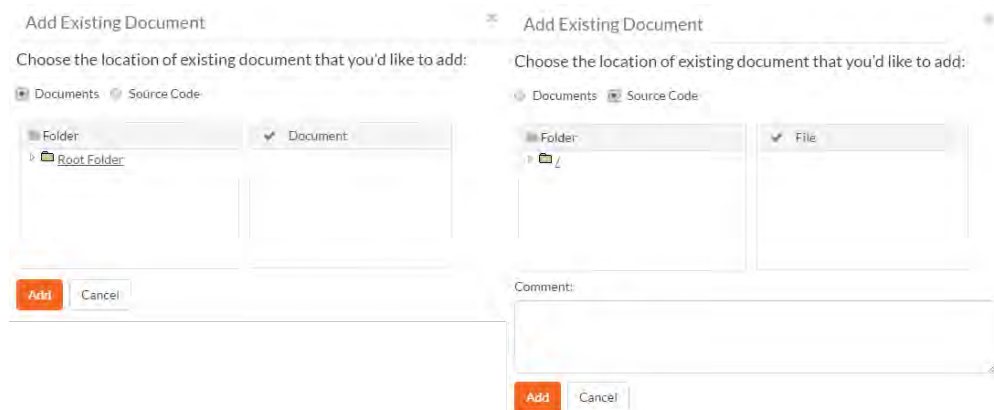 Add Existing Document
Choose the location of existing document that you'd like to add:
Documents Source Code
Folder
Document
Root Folder
Add Cancel
Add Existing Document
Choose the location of existing document that you'd like to add:
Documents Source Code
Folder
File
/
Comment:
Add Cancel